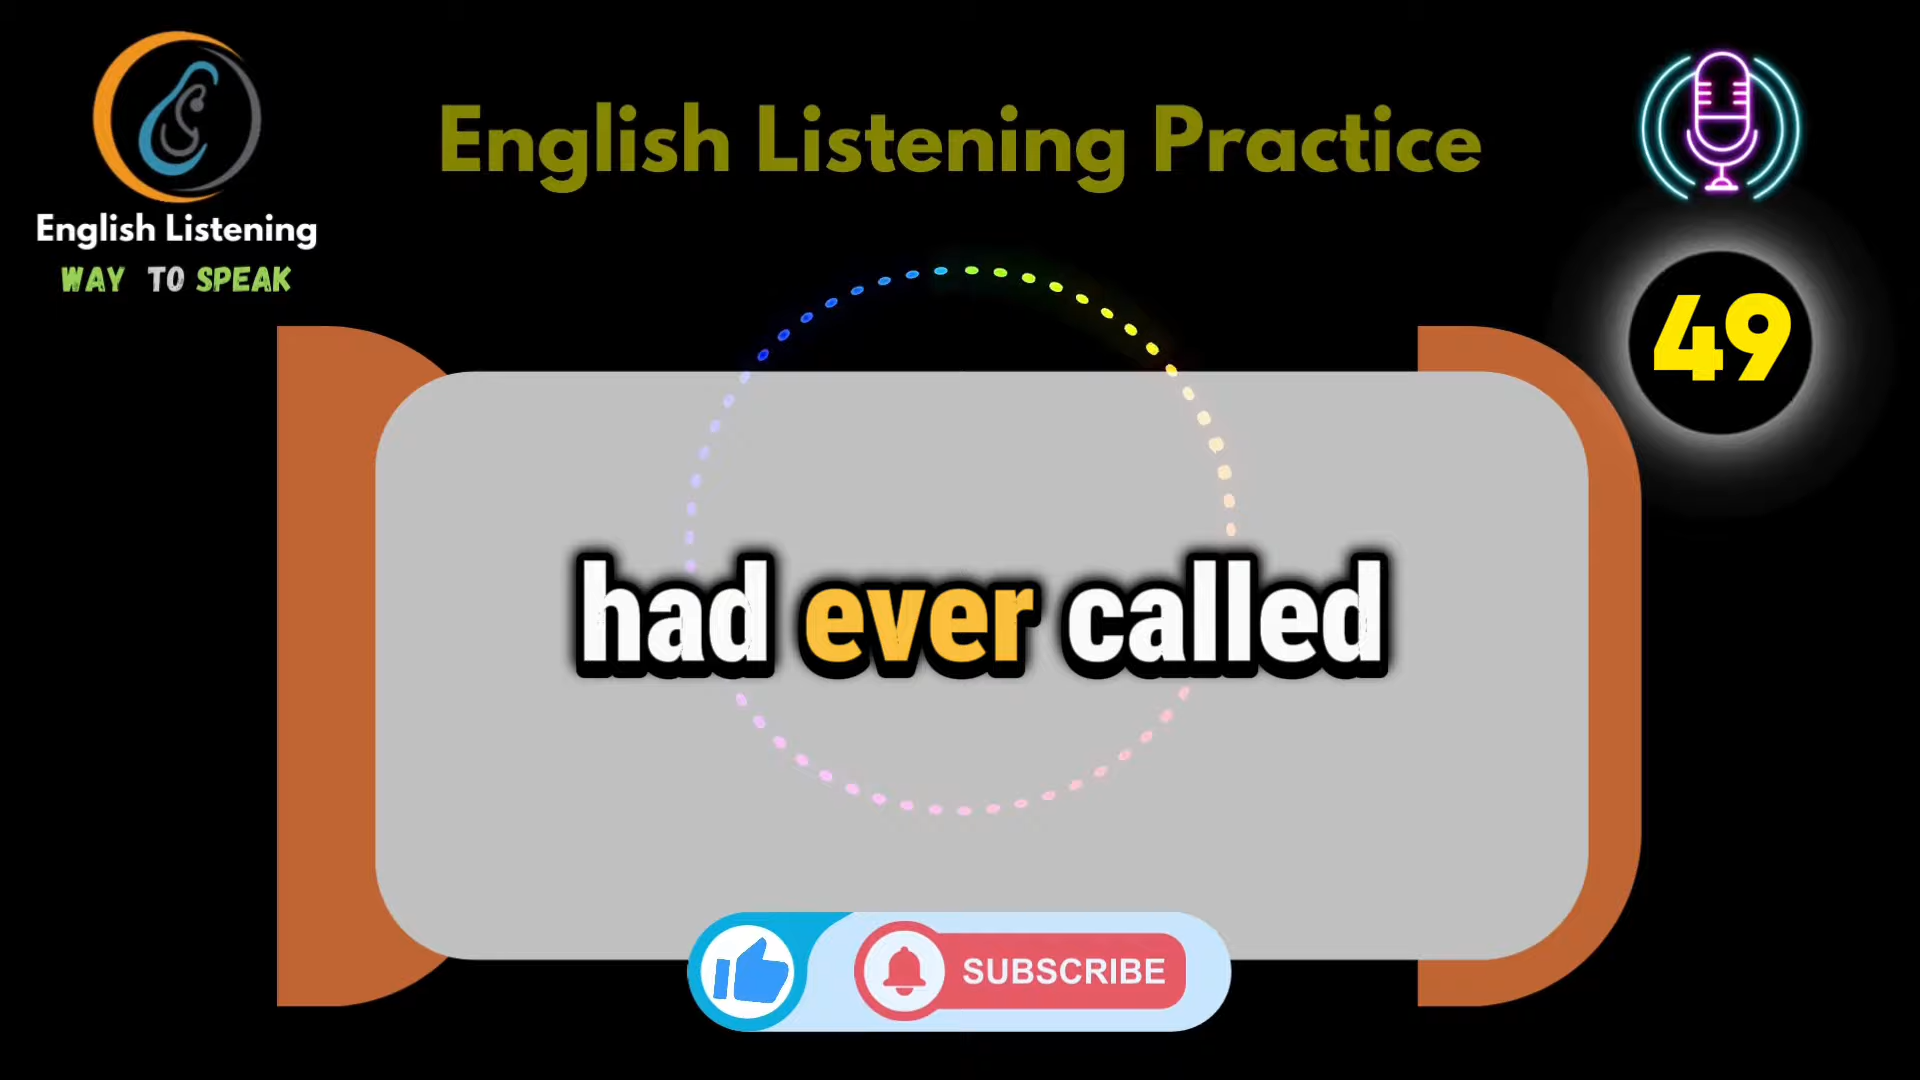 English Listening Practice
English Listening
WAY TO SPEAK
49
had ever called
SUBSCRIBE